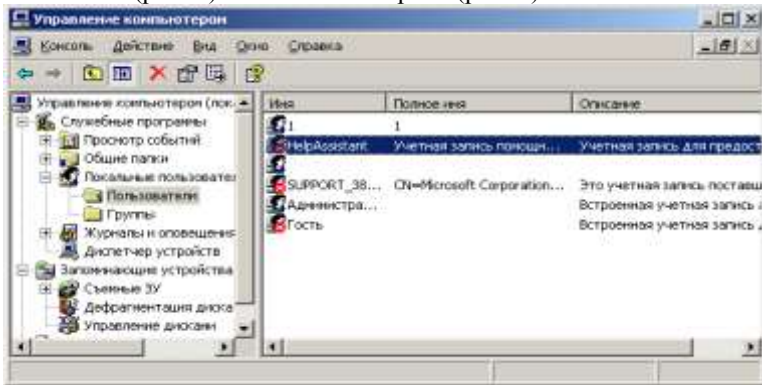 Управление компьютером
Консоль Действие Вид Окно Справка
Управление компьютером (лок
Служебные программы
Просмотр событий
Общие папки
Локальные пользовате
Пользователи
Группы
Журналы и оповещения
Диспетчер устройств
Запоминающие устройства
Съемные ЗУ
Дефрагментация диска
Управление дисками
Имя Полное имя Описание
1 1
HelpAssistant Учетная запись помощн... Учетная запись для предост
SUPPORT_38... CN=Microsoft Corporation... Это учетная запись поставщ
Администра... Встроенная учетная запись
Гость Встроенная учетная запись